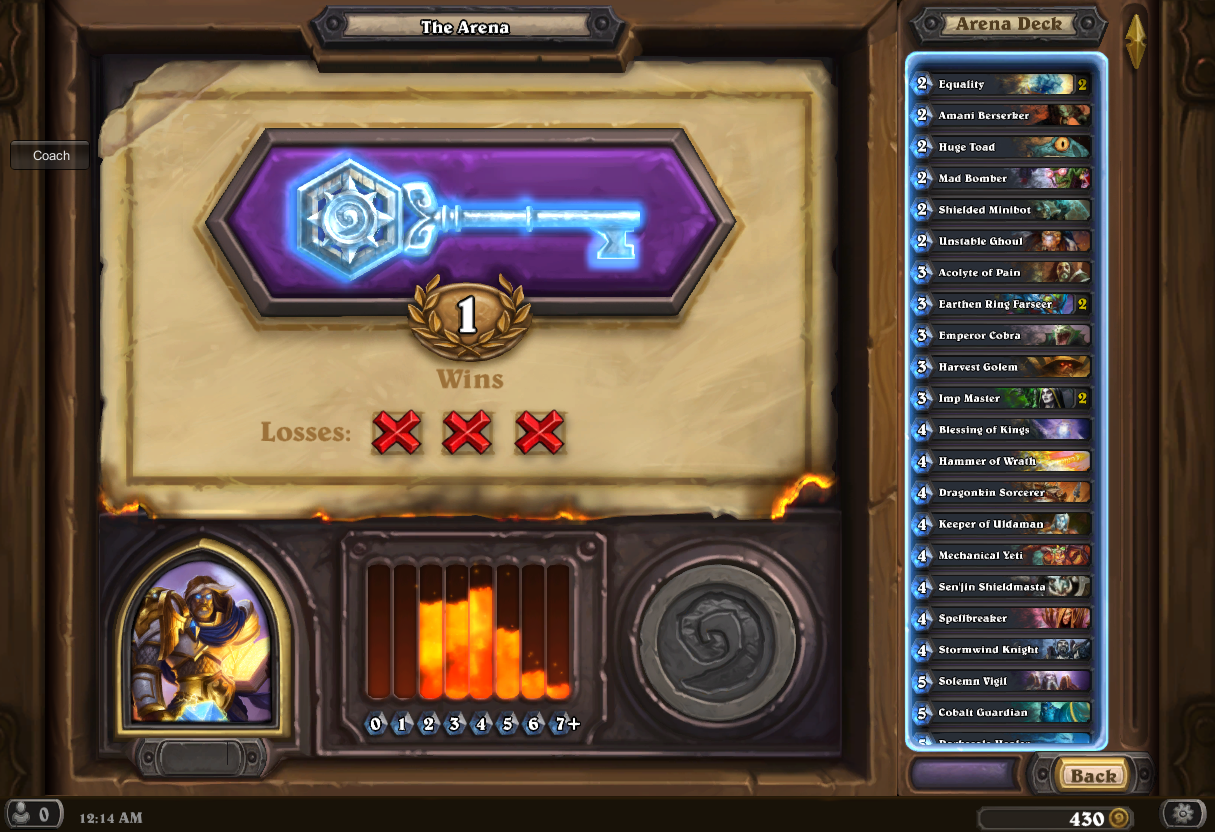 The Arena
Coach
1
Wins
Losses:
0 1 2 3 4 5 6 7+
Arena Deck
2 Equality 2
2 Amani Berserker
2 Huge Toad
2 Mad Bomber
2 Shielded Minibot
2 Unstable Ghoul
3 Acolyte of Pain
3 Earthen Ring Farseer 2
3 Emperor Cobra
3 Harvest Golem
3 Imp Master 2
4 Blessing of Kings
4 Hammer of Wrath
4 Dragonkin Sorcerer
4 Keeper of Uldaman
4 Mechanical Yeti
4 Sen'jin Shieldmasta
4 Spellbreaker
4 Stormwind Knight
5 Solemn Vigil
5 Cobalt Guardian
Back
0
12:14 AM
430